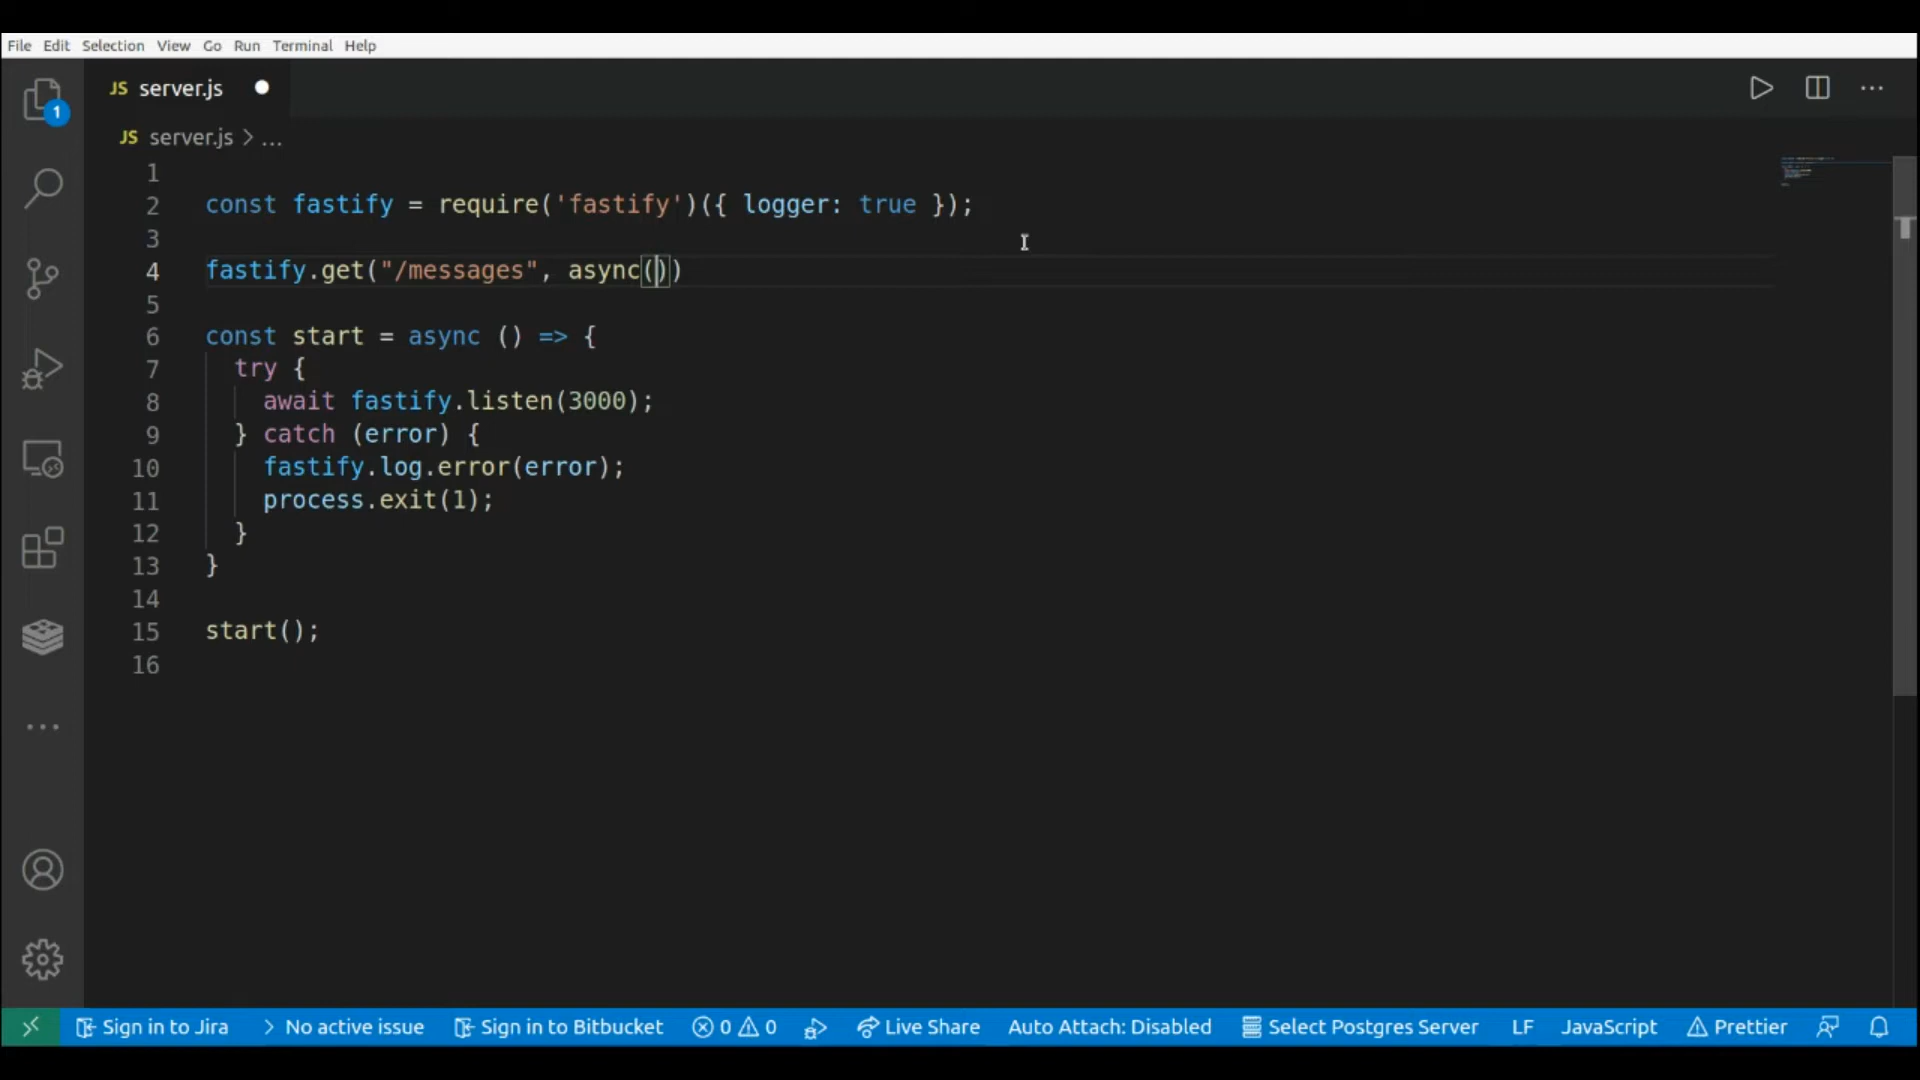 File Edit Selection View Go Run Terminal Help
JS server.js
1
JS server.js > ...
1
2 const fastify = require('fastify')({ logger: true });
3
4 fastify.get("/messages", async())
5
6 const start = async () => {
7 try {
8 await fastify.listen(3000);
9 } catch (error) {
10 fastify.log.error(error);
11 process.exit(1);
12 }
13 }
14
15 start();
16
Sign in to Jira > No active issue Sign in to Bitbucket 0 0 Live Share Auto Attach: Disabled Select Postgres Server LF JavaScript Prettier